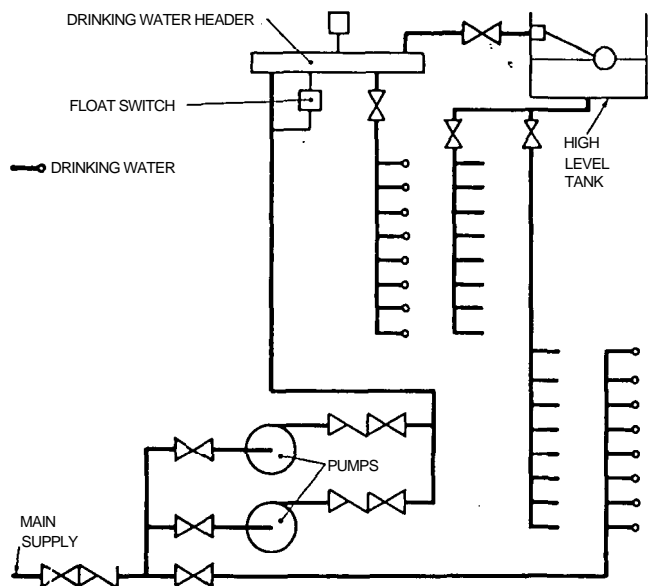 DRINKING WATER HEADER
FLOAT SWITCH
HIGH
LEVEL
TANK
DRINKING WATER
PUMPS
MAIN
SUPPLY